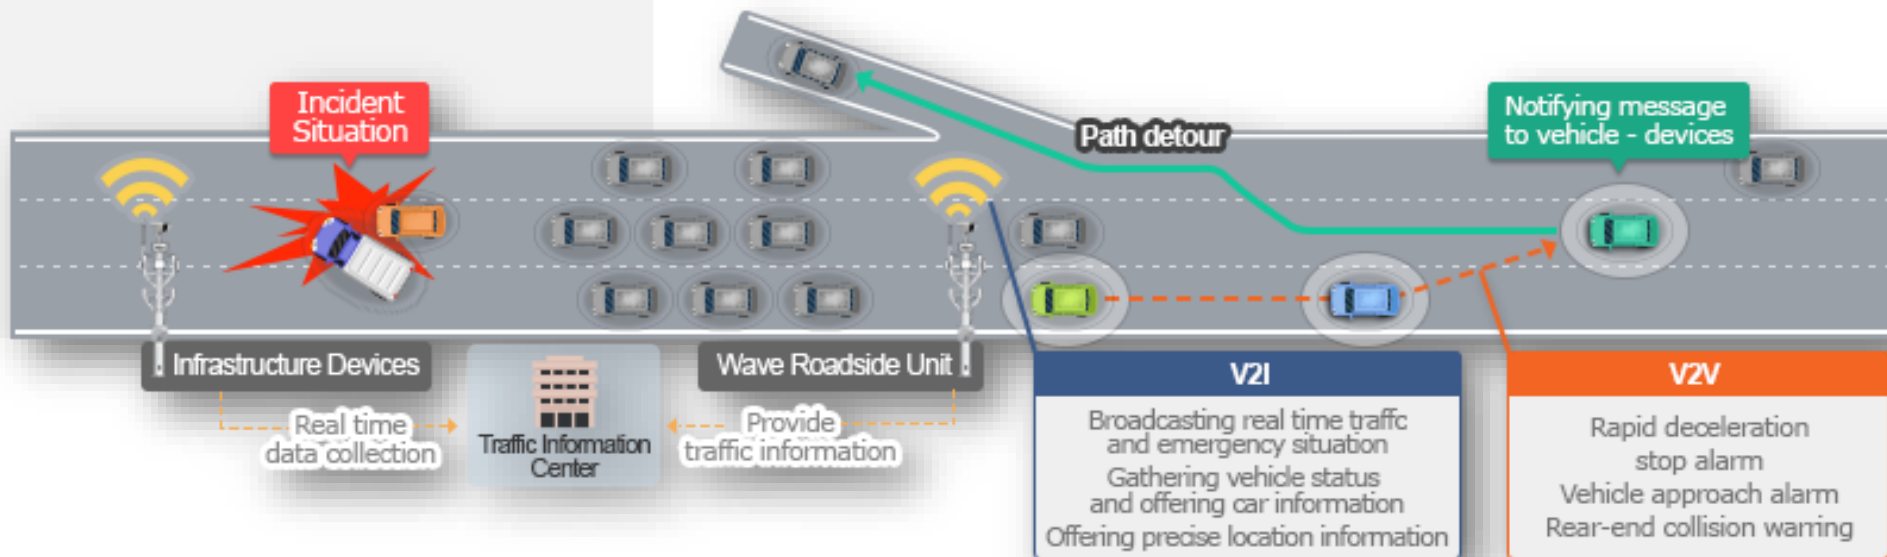 Incident
Situation
Path detour
Notifying message
to vehicle - devices
Infrastructure Devices
Wave Roadside Unit
Real time
data collection
Traffic Information
Center
Provide
traffic information
V2I
Broadcasting real time traffc
and emergency situation
Gathering vehicle status
and offering car information
Offering precise location information
V2V
Rapid deceleration
stop alarm
Vehicle approach alarm
Rear-end collision warring